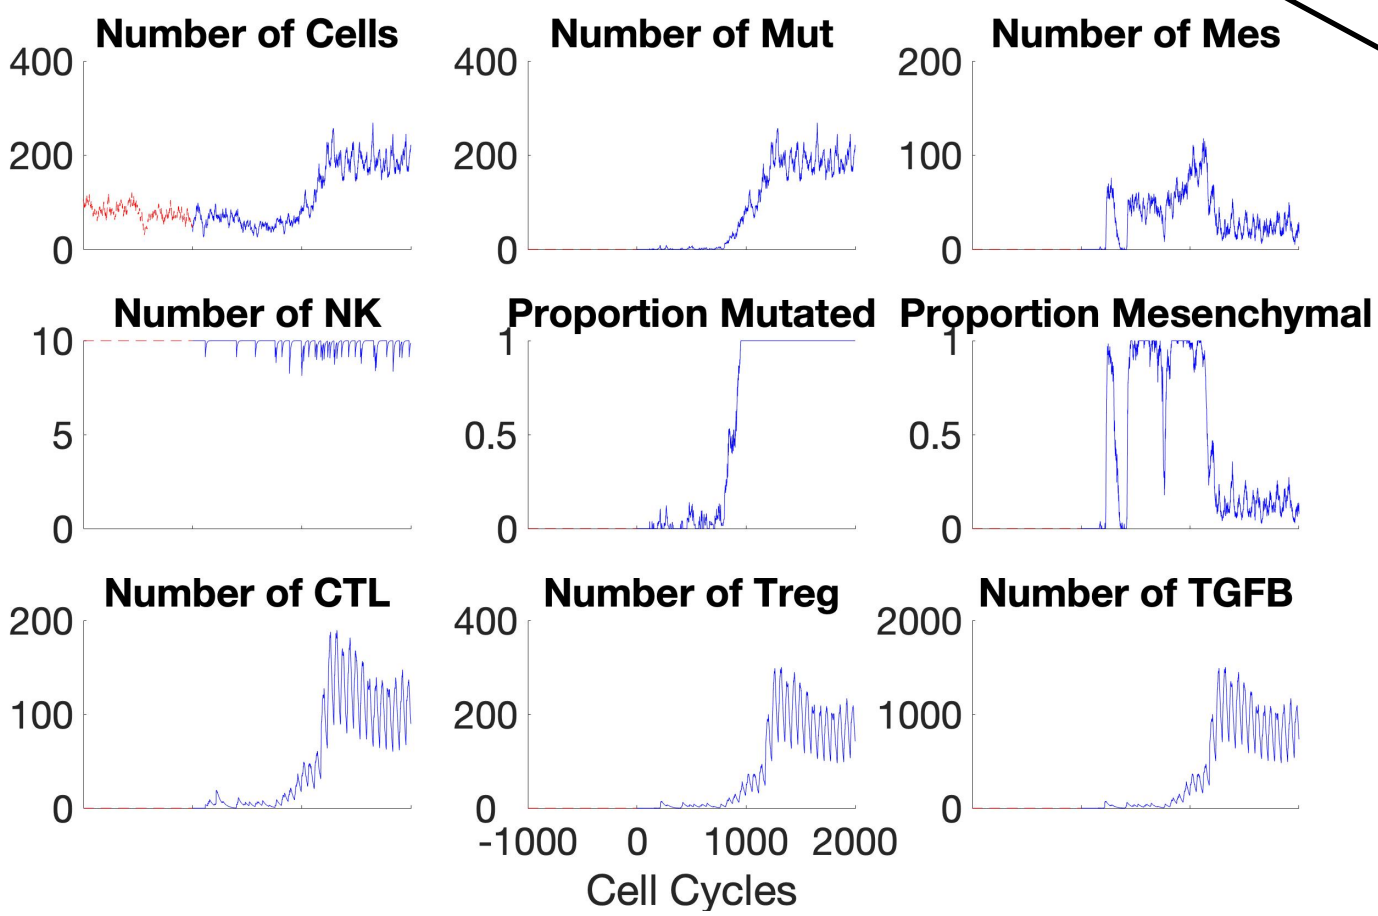 Number of Cells Number of Mut Number of Mes
400 400 200
200 200 100
0 0 0
Number of NK Proportion Mutated Proportion Mesenchymal
10 1 1
5 0.5 0.5
0 0 0
Number of CTL Number of Treg Number of TGFB
200 400 2000
100 200 1000
0 0 0
-1000 0 1000 2000
Cell Cycles